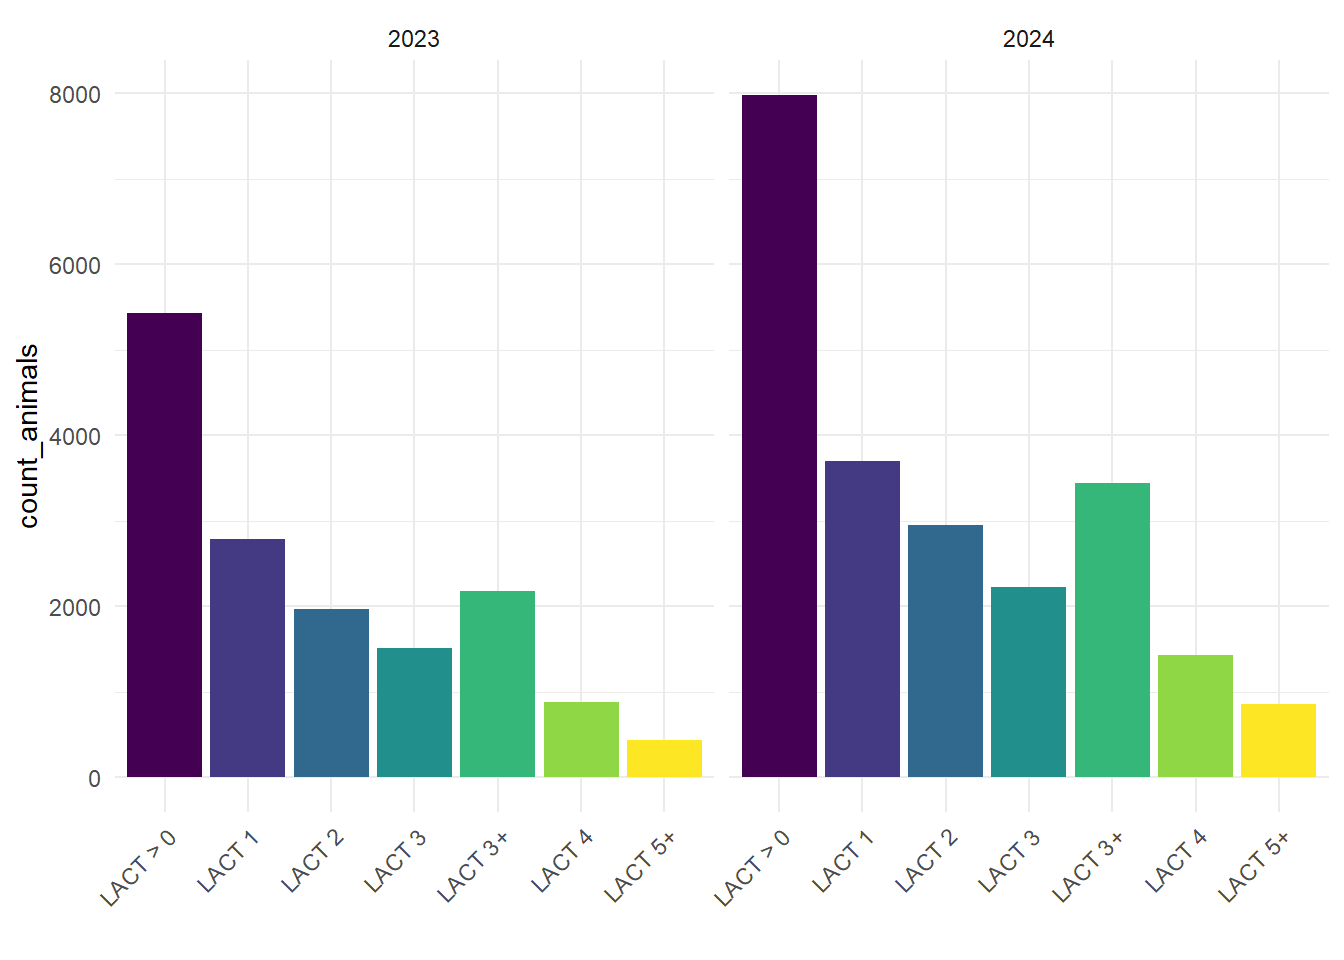 2023
2024
count_animals
8000
6000
4000
2000
0
LACT > 0
LACT 1
LACT 2
LACT 3
LACT 3+
LACT 4
LACT 5+
LACT > 0
LACT 1
LACT 2
LACT 3
LACT 3+
LACT 4
LACT 5+